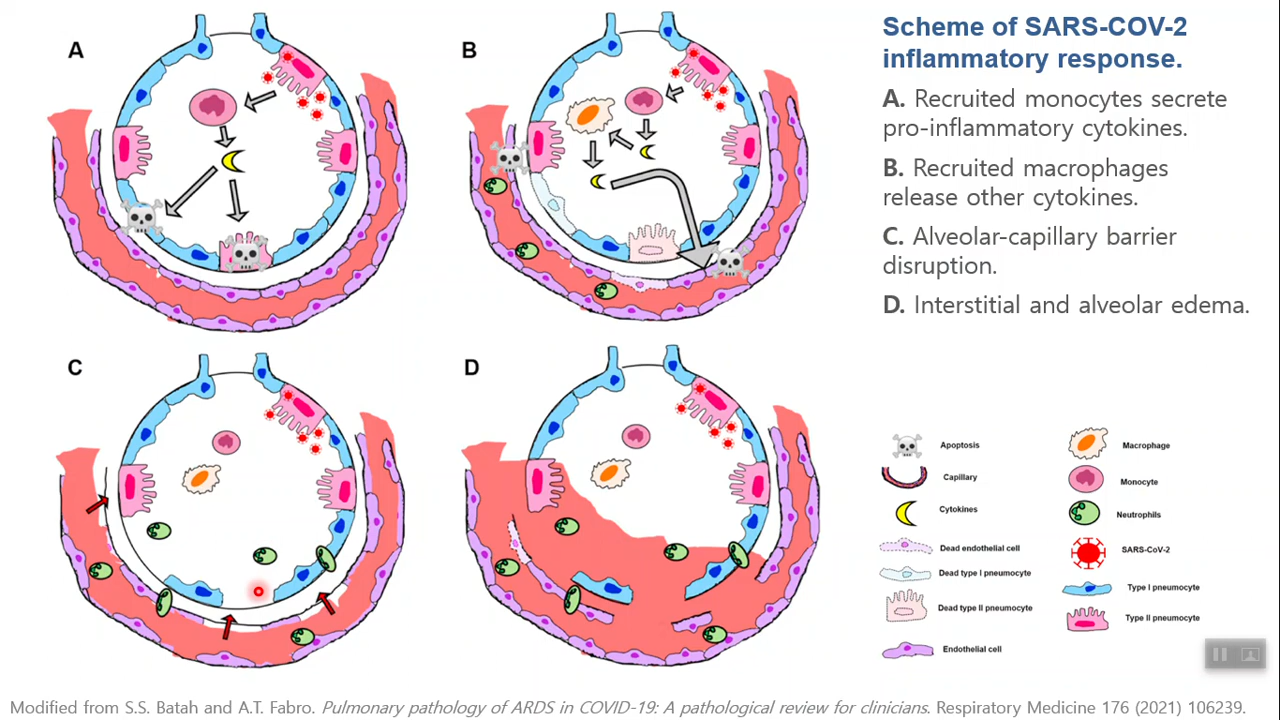 A
B
Scheme of SARS-COV-2
inflammatory response.
A. Recruited monocytes secrete
pro-inflammatory cytokines.
B. Recruited macrophages
release other cytokines.
C. Alveolar-capillary barrier
disruption.
D. Interstitial and alveolar edema.
C
D
Apoptosis
Capillary
Cytokines
Dead endothelial cell
Dead type I pneumocyte
Dead type II pneumocyte
Endothelial cell
Macrophage
Monocyte
Neutrophils
SARS-CoV-2
Type I pneumocyte
Type II pneumocyte
Modified from S.S. Batah and A.T. Fabro. Pulmonary pathology of ARDS in COVID-19: A pathological review for clinicians. Respiratory Medicine 176 (2021) 106239.